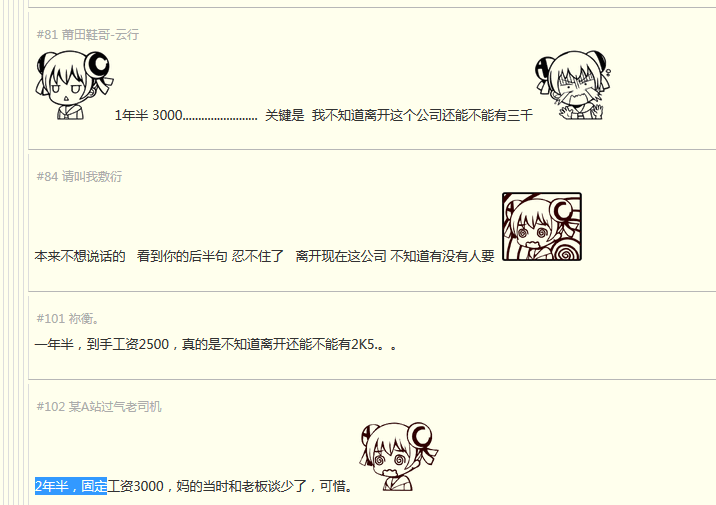 #81 莆田鞋哥-云行
1年半 3000........................ 关键是 我不知道离开这个公司还能不能有三千
#84 请叫我敷衍
本来不想说话的 看到你的后半句 忍不住了 离开现在这公司 不知道有没有人要
#101 祢衡。
一年半，到手工资2500，真的是不知道离开还能不能有2K5.。。
#102 某A站过气老司机
2年半，固定工资3000，妈的当时和老板谈少了，可惜。